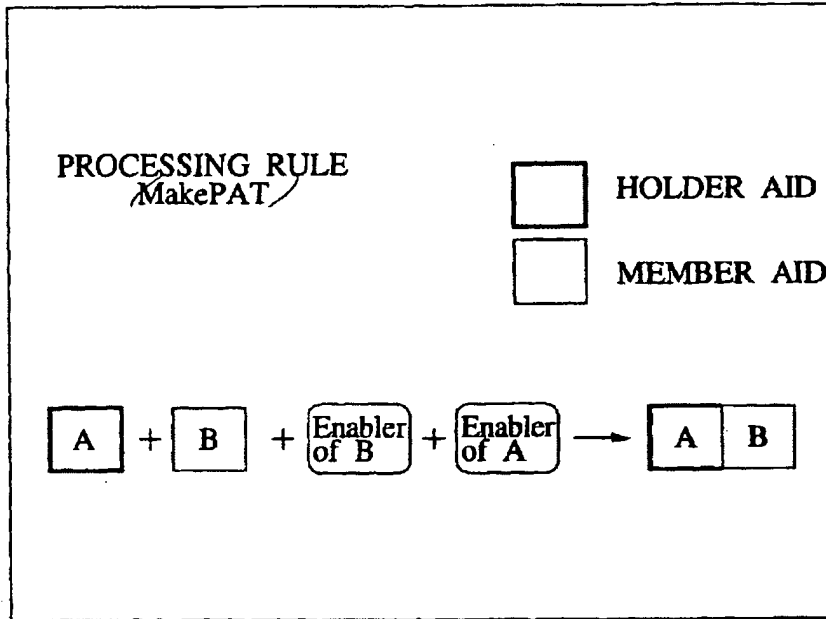 PROCESSING RULE
MakePAT
HOLDER AID
MEMBER AID
A + B + Enabler of B + Enabler of A → A B